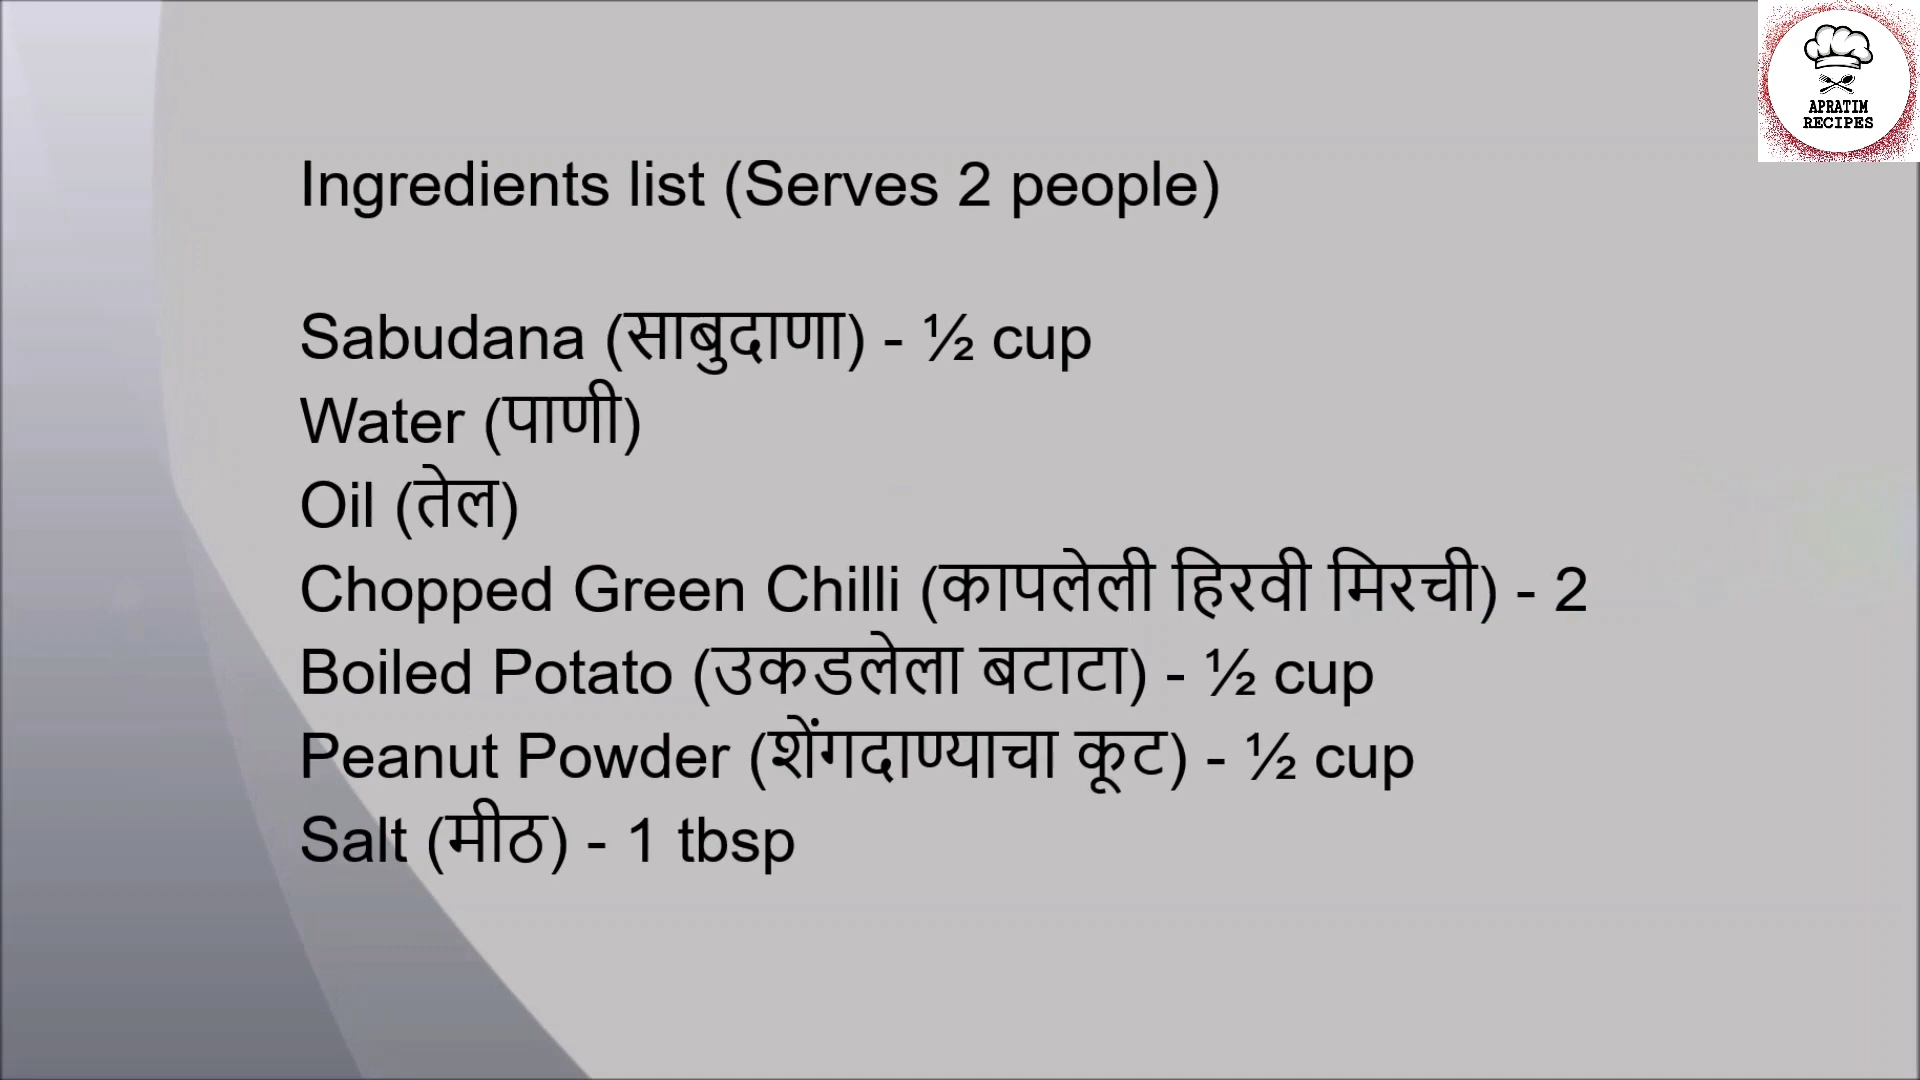 APRATIM
RECIPES
Ingredients list (Serves 2 people)
Sabudana (साबुदाणा) - ½ cup
Water (पाणी)
Oil (तेल)
Chopped Green Chilli (कापलेली हिरवी मिरची) - 2
Boiled Potato (उकडलेला बटाटा) - ½ cup
Peanut Powder (शेंगदाण्याचा कूट) - ½ cup
Salt (मीठ) - 1 tbsp